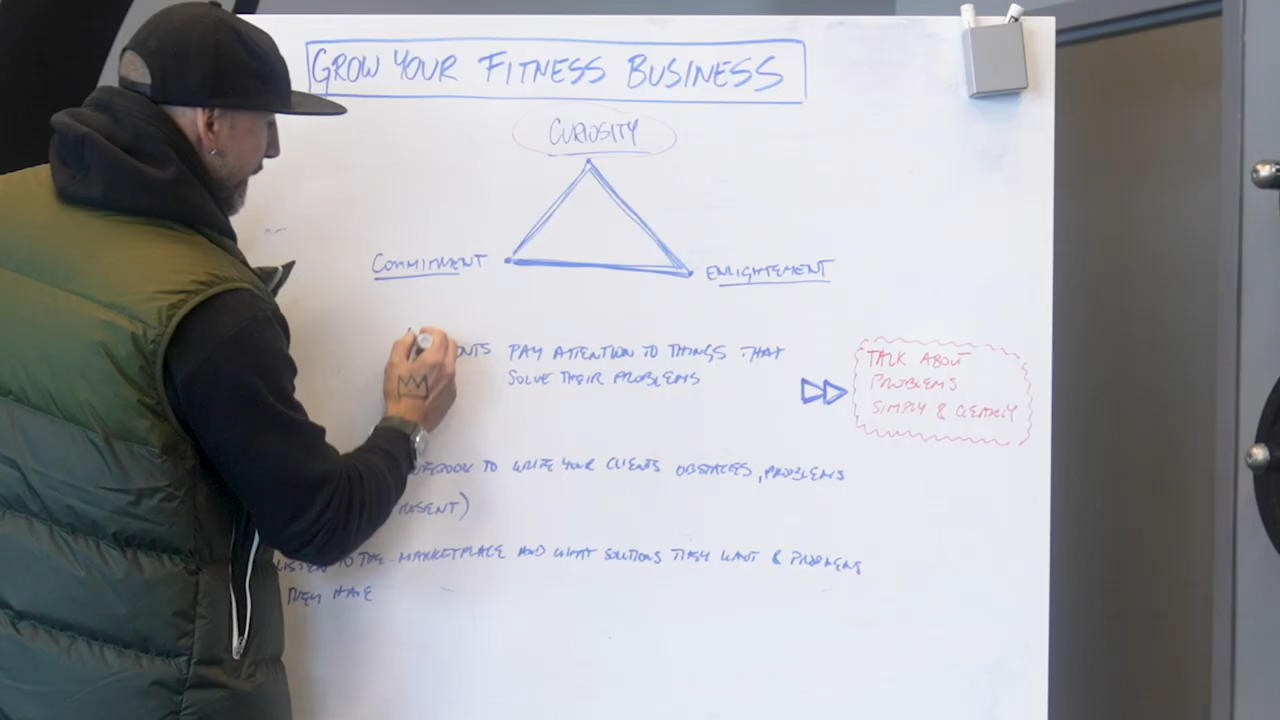 GROW YOUR FITNESS BUSINESS
CURIOSITY
COMMITMENT
ENLIGHTEMENT
PAY ATTENTION TO THINGS THAT
SOLVE THEIR PROBLEMS
TALK ABOUT
PROBLEMS
SIMPLY & CLEARLY
TO WRITE YOUR CLIENTS OBSTACLES, PROBLEMS
LISTEN TO THE MARKETPLACE AND WHAT SOLUTIONS THEY WANT & PROBLEMS
THEY HAVE